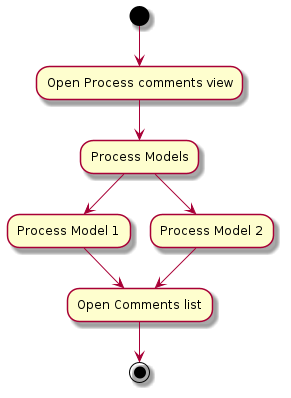 Open Process comments view
Process Models
Process Model 1
Process Model 2
Open Comments list